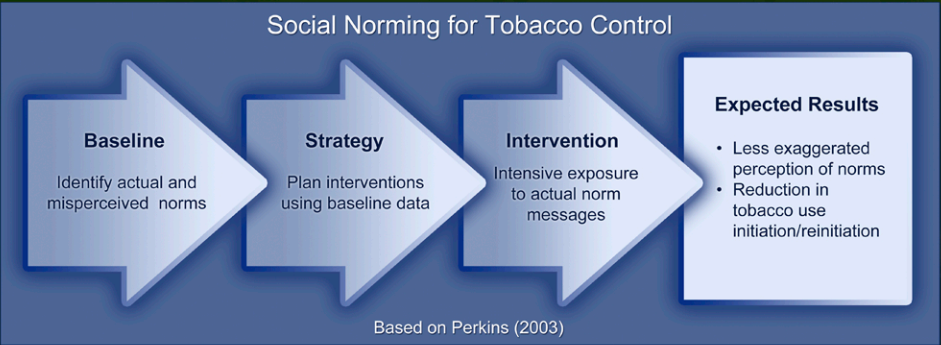 Social Norming for Tobacco Control
Baseline
Identify actual and
misperceived norms
Strategy
Plan interventions
using baseline data
Intervention
Intensive exposure
to actual norm
messages
Expected Results
• Less exaggerated
perception of norms
• Reduction in
tobacco use
initiation/reinitiation
Based on Perkins (2003)